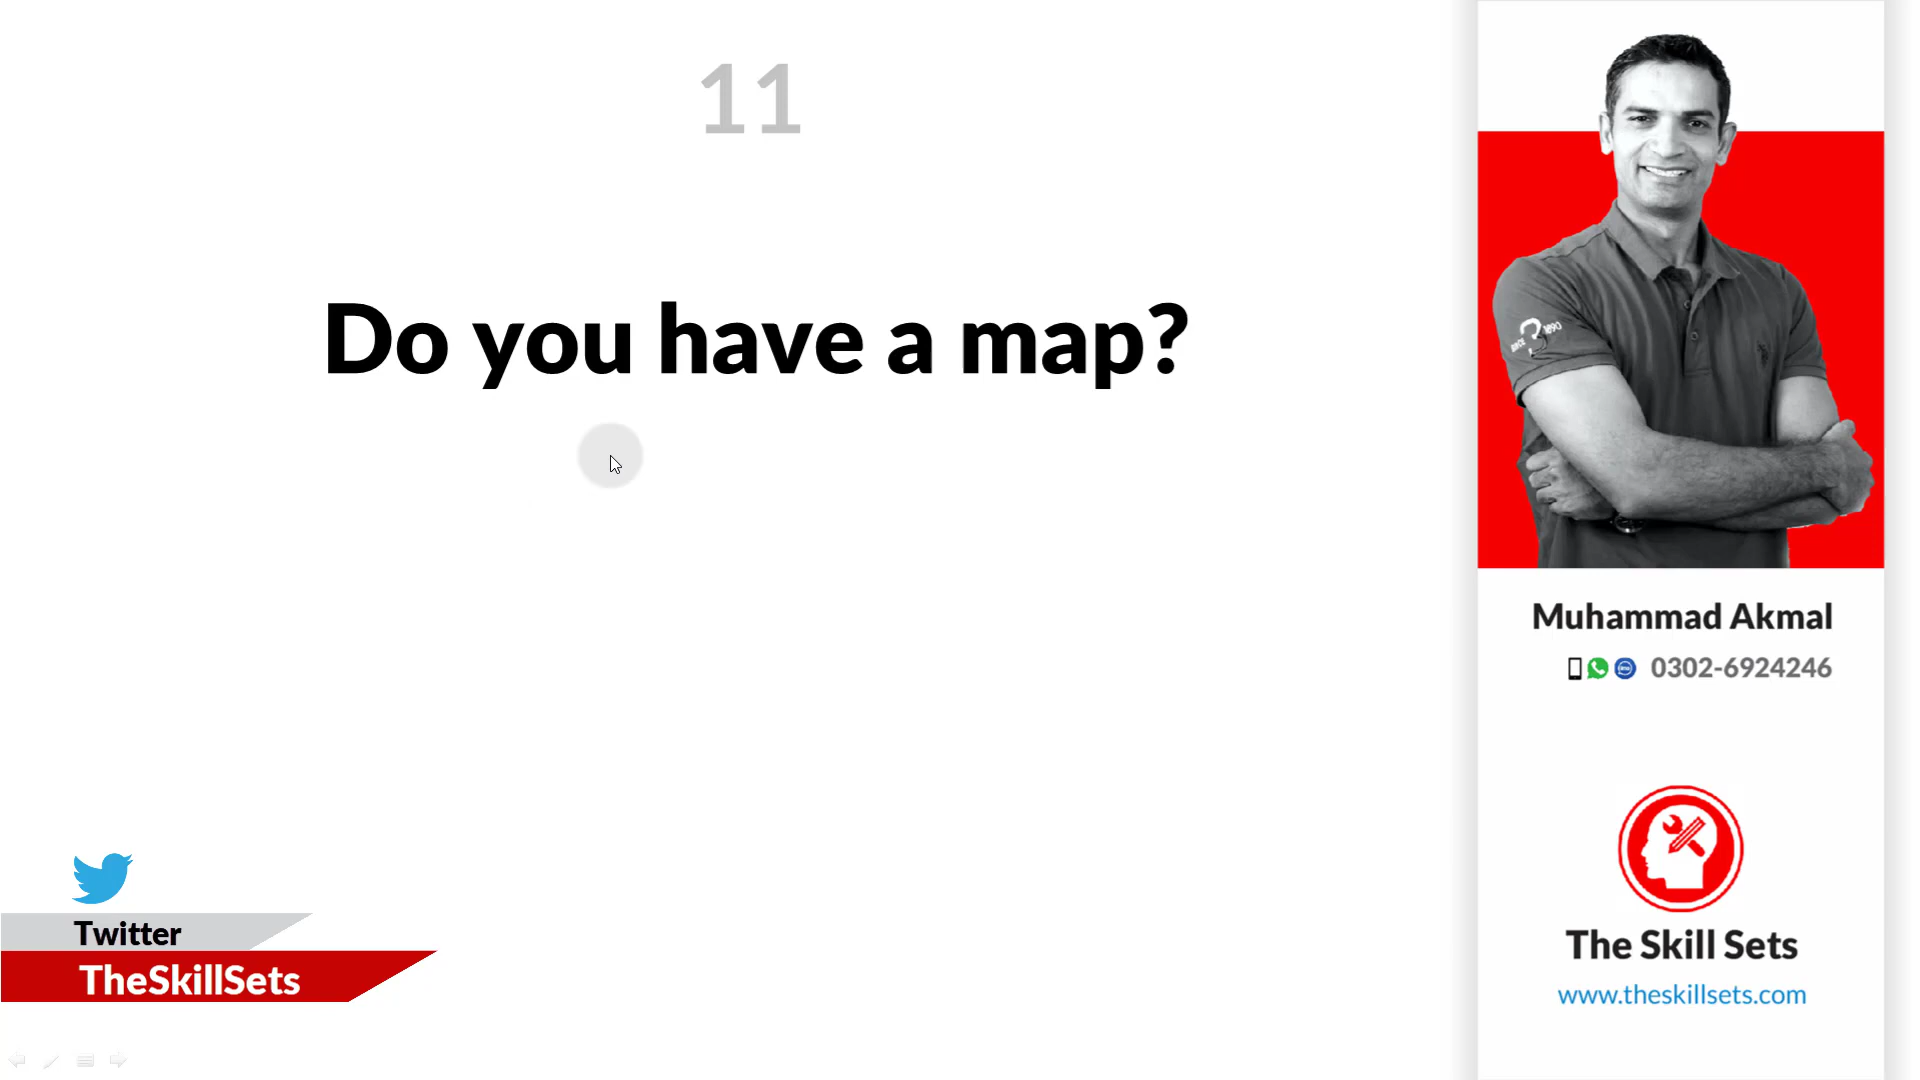 11
Do you have a map?
Muhammad Akmal
0302-6924246
The Skill Sets
www.theskillsets.com
Twitter
TheSkillSets